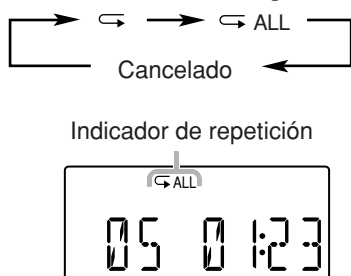 ALL
Cancelado
Indicador de repetición
ALL
05 01:23